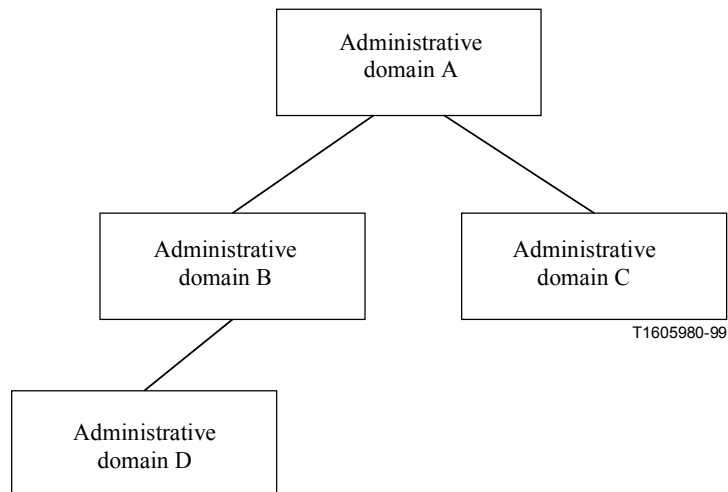 Administrative
domain A
Administrative
domain B
Administrative
domain C
T1605980-99
Administrative
domain D